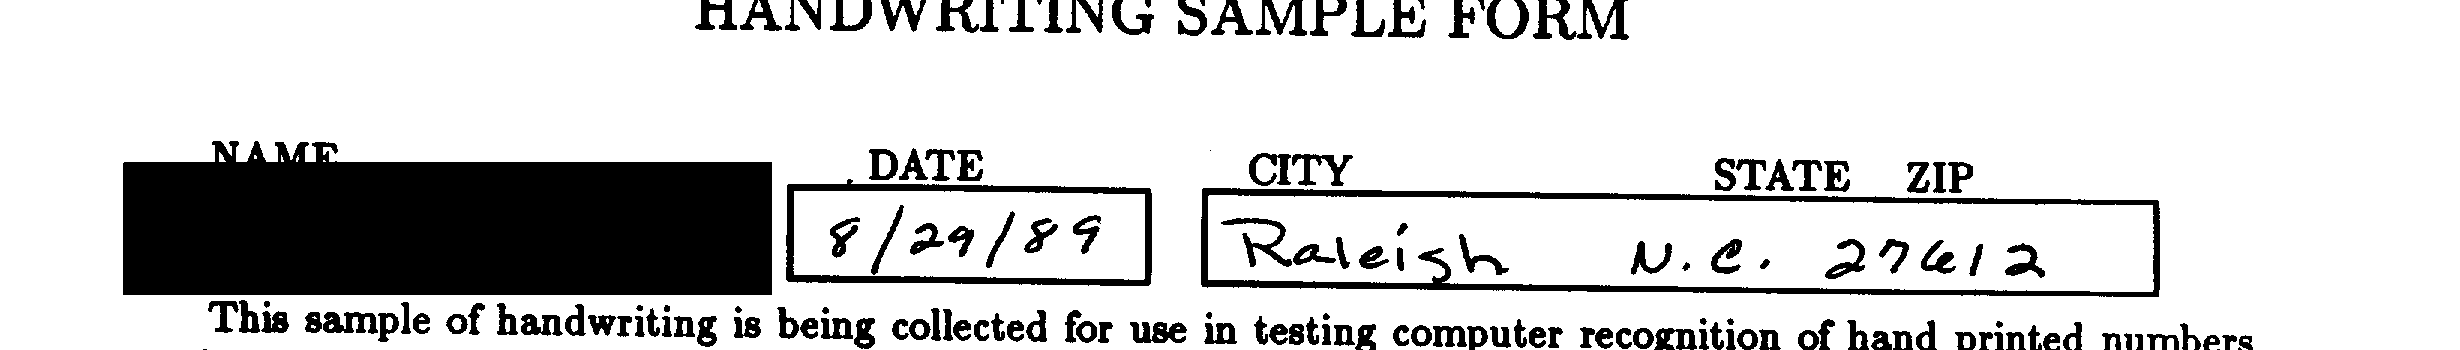 HANDWRITING SAMPLE FORM
NAME DATE CITY STATE ZIP
8/29/89 Raleigh N.C. 27612
This sample of handwriting is being collected for use in testing computer recognition of hand printed numbers